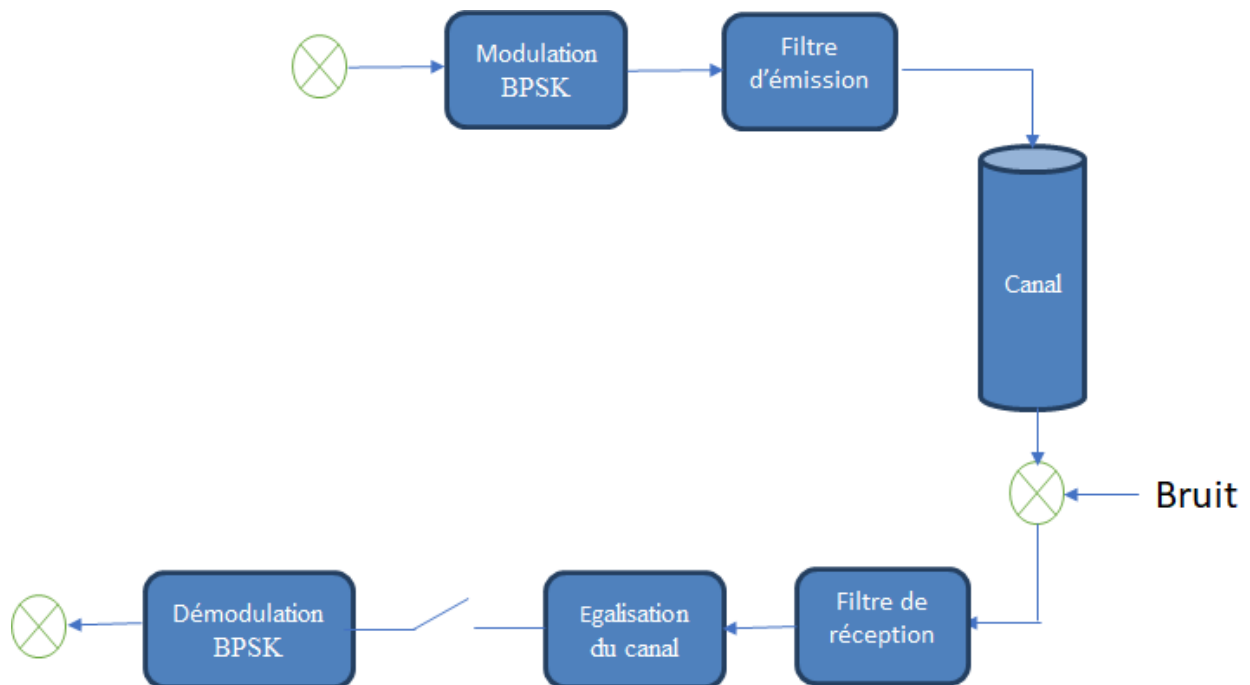 Modulation
BPSK
Filtre
d'émission
Canal
Bruit
Filtre de
réception
Egalisation
du canal
Démodulation
BPSK